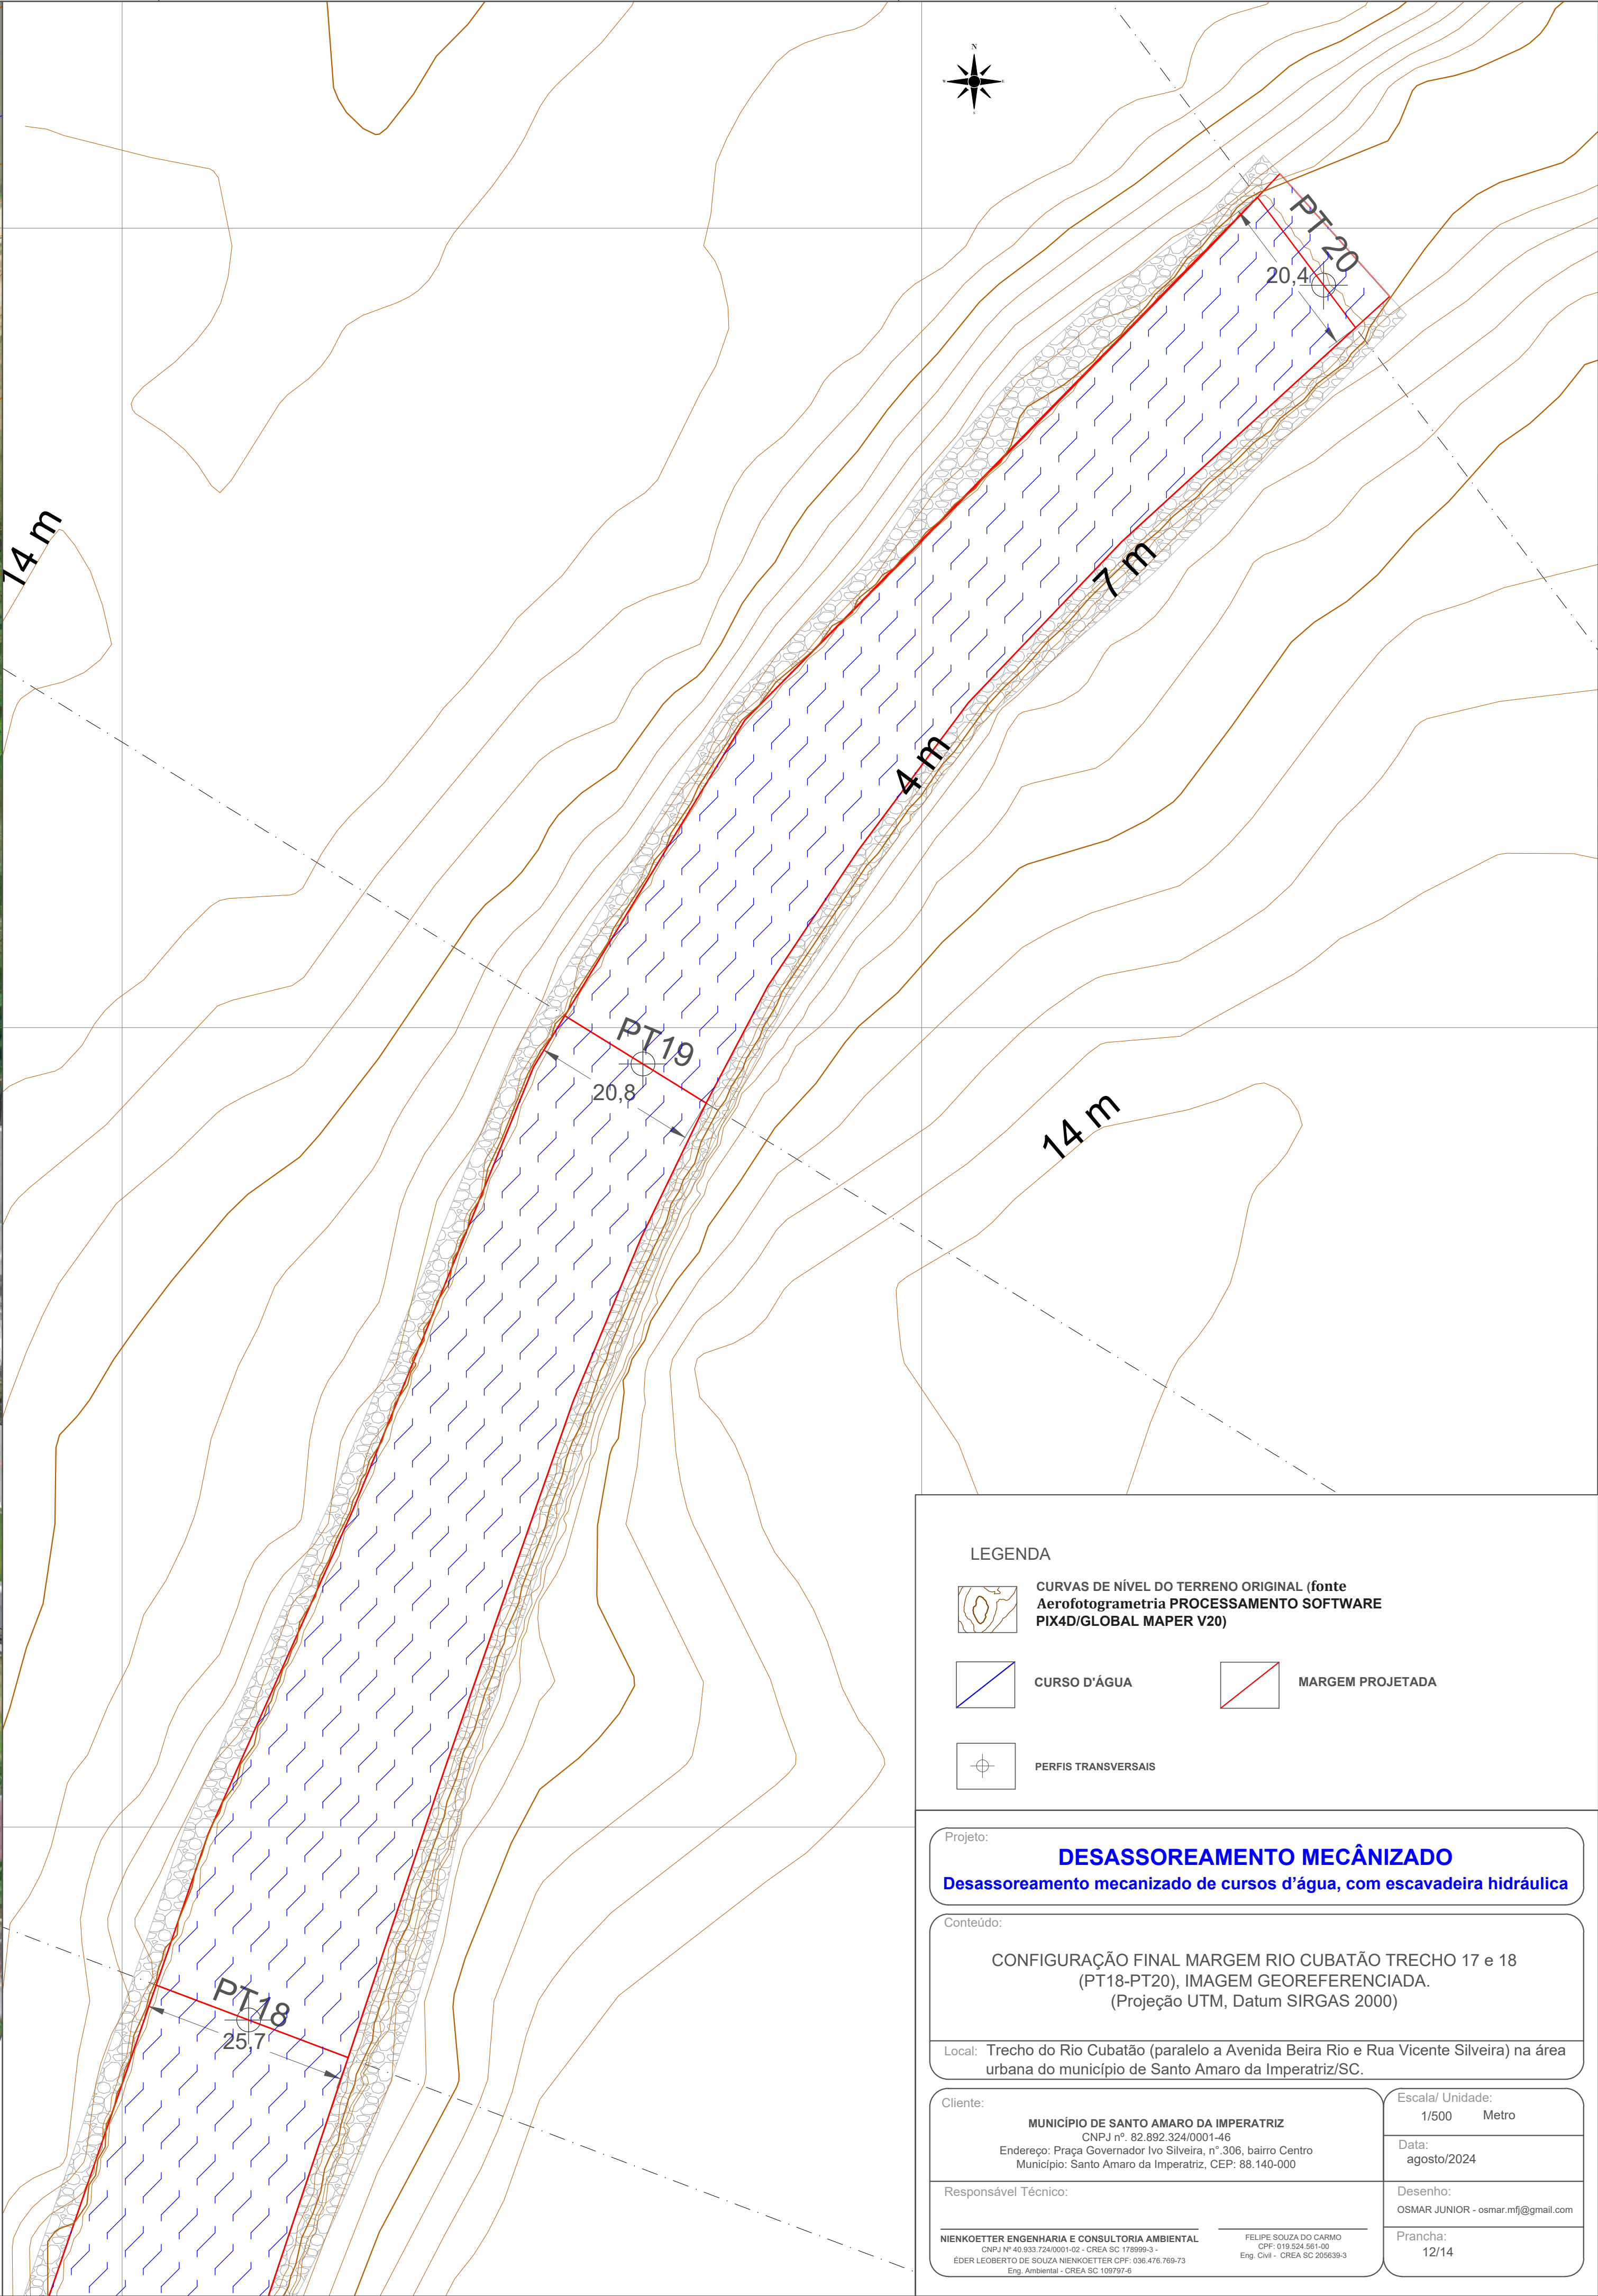 N
PT 20
20,4
14 m
7 m
4 m
PT19
20,8
14 m
PT18
25,7
LEGENDA
CURVAS DE NÍVEL DO TERRENO ORIGINAL (fonte
Aerofotogrametria PROCESSAMENTO SOFTWARE
PIX4D/GLOBAL MAPER V20)
CURSO D'ÁGUA
MARGEM PROJETADA
PERFIS TRANSVERSAIS
Projeto:
DESASSOREAMENTO MECÂNIZADO
Desassoreamento mecanizado de cursos d'água, com escavadeira hidráulica
Conteúdo:
CONFIGURAÇÃO FINAL MARGEM RIO CUBATÃO TRECHO 17 e 18
(PT18-PT20), IMAGEM GEOREFERENCIADA.
(Projeção UTM, Datum SIRGAS 2000)
Local: Trecho do Rio Cubatão (paralelo a Avenida Beira Rio e Rua Vicente Silveira) na área
urbana do município de Santo Amaro da Imperatriz/SC.
Cliente:
MUNICÍPIO DE SANTO AMARO DA IMPERATRIZ
CNPJ nº. 82.892.324/0001-46
Endereço: Praça Governador Ivo Silveira, n°.306, bairro Centro
Município: Santo Amaro da Imperatriz, CEP: 88.140-000
Escala/ Unidade:
1/500 Metro
Data:
agosto/2024
Responsável Técnico:
NIENKOETTER ENGENHARIA E CONSULTORIA AMBIENTAL
CNPJ Nº 40.933.724/0001-02 - CREA SC 178999-3 -
ÉDER LEOBERTO DE SOUZA NIENKOETTER CPF: 036.476.769-73
Eng. Ambiental - CREA SC 109797-6
FELIPE SOUZA DO CARMO
CPF: 019.524.561-00
Eng. Civil - CREA SC 205639-3
Desenho:
OSMAR JUNIOR - osmar.mfj@gmail.com
Prancha:
12/14